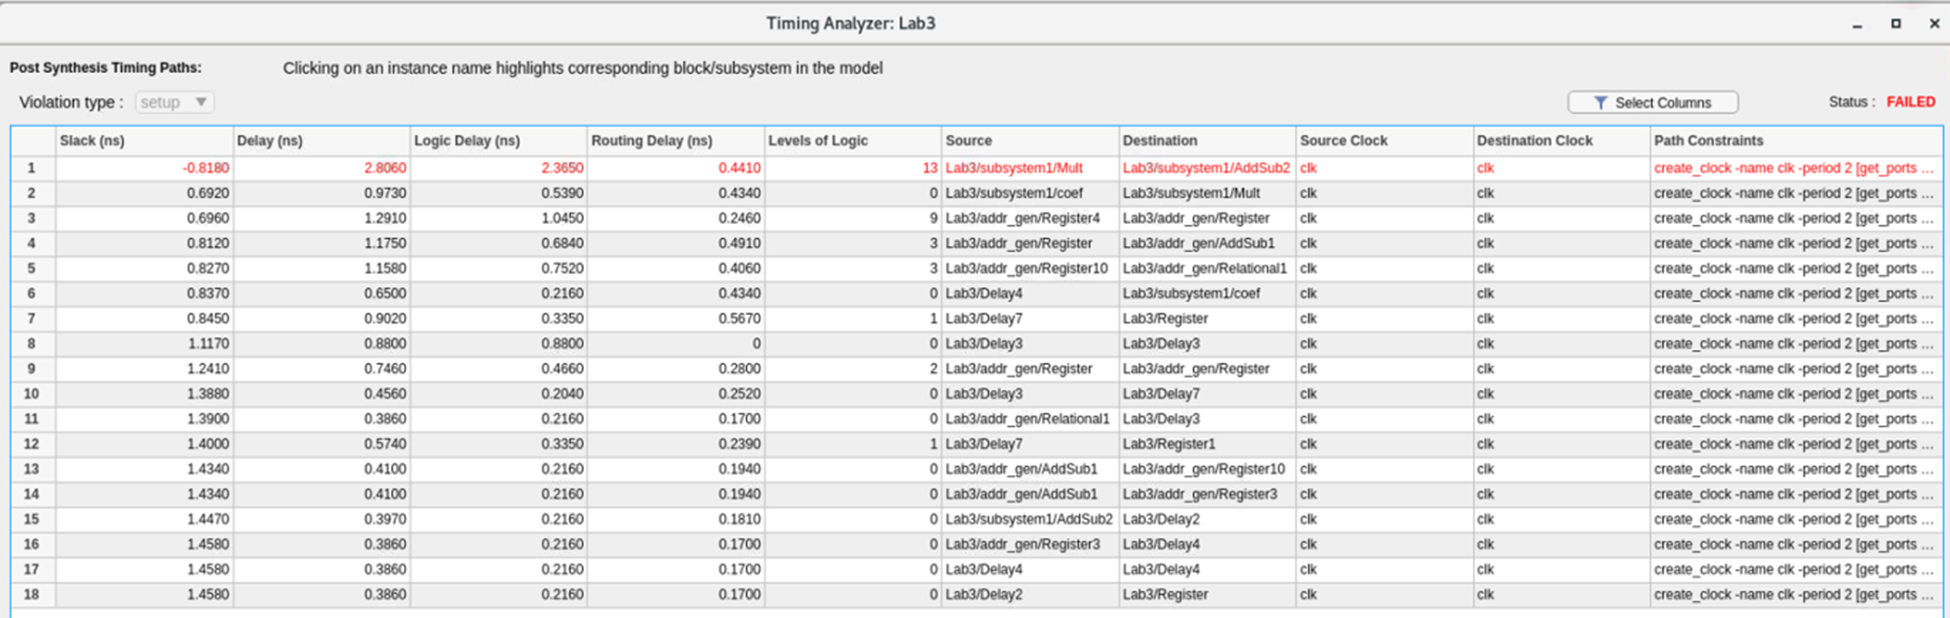 Timing Analyzer: Lab3
Post Synthesis Timing Paths: Clicking on an instance name highlights corresponding block/subsystem in the model
Violation type : setup Select Columns Status : FAILED
Slack (ns) Delay (ns) Logic Delay (ns) Routing Delay (ns) Levels of Logic Source Destination Source Clock Destination Clock Path Constraints
1 -0.8180 2.8060 2.3650 0.4410 13 Lab3/subsystem1/Mult Lab3/subsystem1/AddSub2 clk clk create_clock -name clk -period 2 [get_ports ...
2 0.6920 0.9730 0.5390 0.4340 0 Lab3/subsystem1/coef Lab3/subsystem1/Mult clk clk create_clock -name clk -period 2 [get_ports ...
3 0.6960 1.2910 1.0450 0.2460 9 Lab3/addr_gen/Register4 Lab3/addr_gen/Register clk clk create_clock -name clk -period 2 [get_ports ...
4 0.8120 1.1750 0.6840 0.4910 3 Lab3/addr_gen/Register Lab3/addr_gen/AddSub1 clk clk create_clock -name clk -period 2 [get_ports ...
5 0.8270 1.1580 0.7520 0.4060 3 Lab3/addr_gen/Register10 Lab3/addr_gen/Relational1 clk clk create_clock -name clk -period 2 [get_ports ...
6 0.8370 0.6500 0.2160 0.4340 0 Lab3/Delay4 Lab3/subsystem1/coef clk clk create_clock -name clk -period 2 [get_ports ...
7 0.8450 0.9020 0.3350 0.5670 1 Lab3/Delay7 Lab3/Register clk clk create_clock -name clk -period 2 [get_ports ...
8 1.1170 0.8800 0.8800 0 0 Lab3/Delay3 Lab3/Delay3 clk clk create_clock -name clk -period 2 [get_ports ...
9 1.2410 0.7460 0.4660 0.2800 2 Lab3/addr_gen/Register Lab3/addr_gen/Register clk clk create_clock -name clk -period 2 [get_ports ...
10 1.3880 0.4560 0.2040 0.2520 0 Lab3/Delay3 Lab3/Delay7 clk clk create_clock -name clk -period 2 [get_ports ...
11 1.3900 0.3860 0.2160 0.1700 0 Lab3/addr_gen/Relational1 Lab3/Delay3 clk clk create_clock -name clk -period 2 [get_ports ...
12 1.4000 0.5740 0.3350 0.2390 1 Lab3/Delay7 Lab3/Register1 clk clk create_clock -name clk -period 2 [get_ports ...
13 1.4340 0.4100 0.2160 0.1940 0 Lab3/addr_gen/AddSub1 Lab3/addr_gen/Register10 clk clk create_clock -name clk -period 2 [get_ports ...
14 1.4340 0.4100 0.2160 0.1940 0 Lab3/addr_gen/AddSub1 Lab3/addr_gen/Register3 clk clk create_clock -name clk -period 2 [get_ports ...
15 1.4470 0.3970 0.2160 0.1810 0 Lab3/subsystem1/AddSub2 Lab3/Delay2 clk clk create_clock -name clk -period 2 [get_ports ...
16 1.4580 0.3860 0.2160 0.1700 0 Lab3/addr_gen/Register3 Lab3/Delay4 clk clk create_clock -name clk -period 2 [get_ports ...
17 1.4580 0.3860 0.2160 0.1700 0 Lab3/Delay4 Lab3/Delay4 clk clk create_clock -name clk -period 2 [get_ports ...
18 1.4580 0.3860 0.2160 0.1700 0 Lab3/Delay2 Lab3/Register clk clk create_clock -name clk -period 2 [get_ports ...